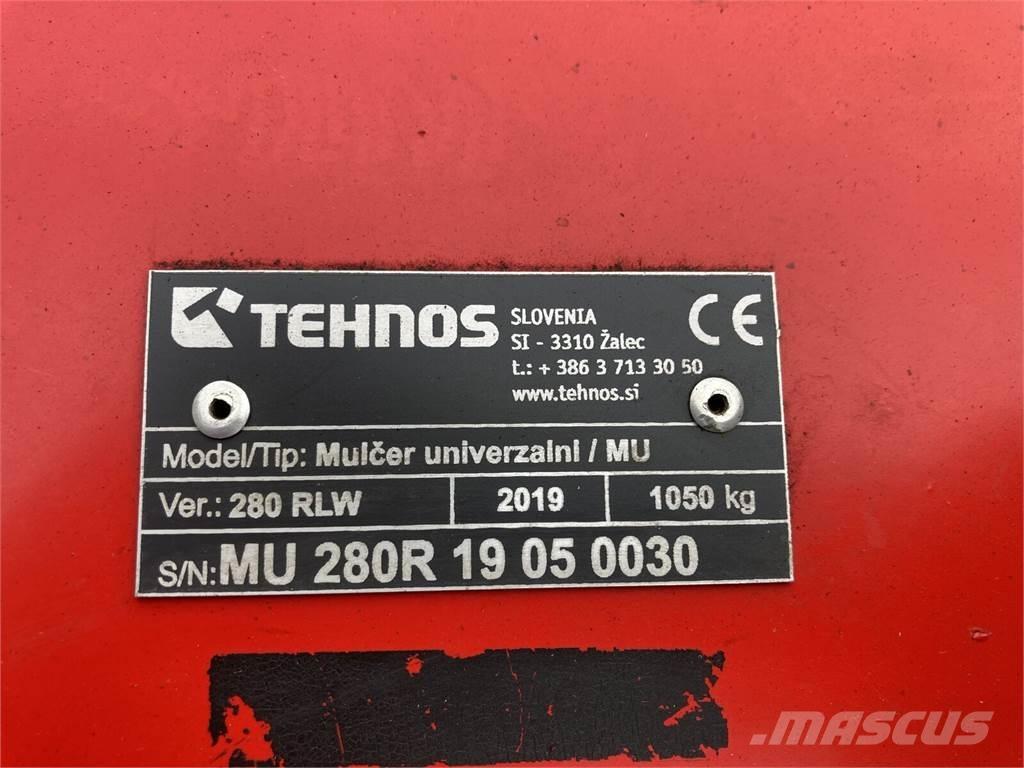 TEHNOS
SLOVENIA
SI - 3310 Žalec
t.: + 386 3 713 30 50
www.tehnos.si
CE
Model/Tip: Mulčer univerzalni / MU
Ver.: 280 RLW 2019 1050 kg
S/N: MU 280R 19 05 0030
MASCUS